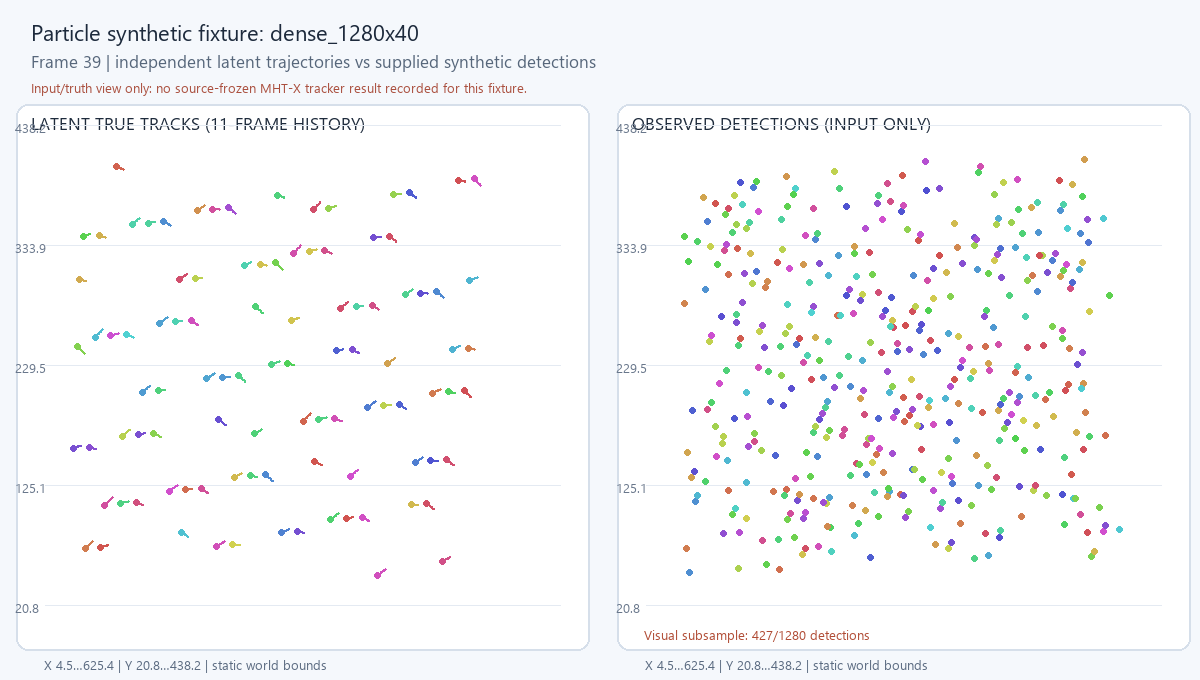 Particle synthetic fixture: dense_1280x40
Frame 39 | independent latent trajectories vs supplied synthetic detections
Input/truth view only: no source-frozen MHT-X tracker result recorded for this fixture.
LATENT TRUE TRACKS (11-FRAME HISTORY)
438.2
333.9
229.5
125.1
20.8
X 4.5...625.4 | Y 20.8...438.2 | static world bounds
OBSERVED DETECTIONS (INPUT ONLY)
438.2
333.9
229.5
125.1
20.8
Visual subsample: 427/1280 detections
X 4.5...625.4 | Y 20.8...438.2 | static world bounds